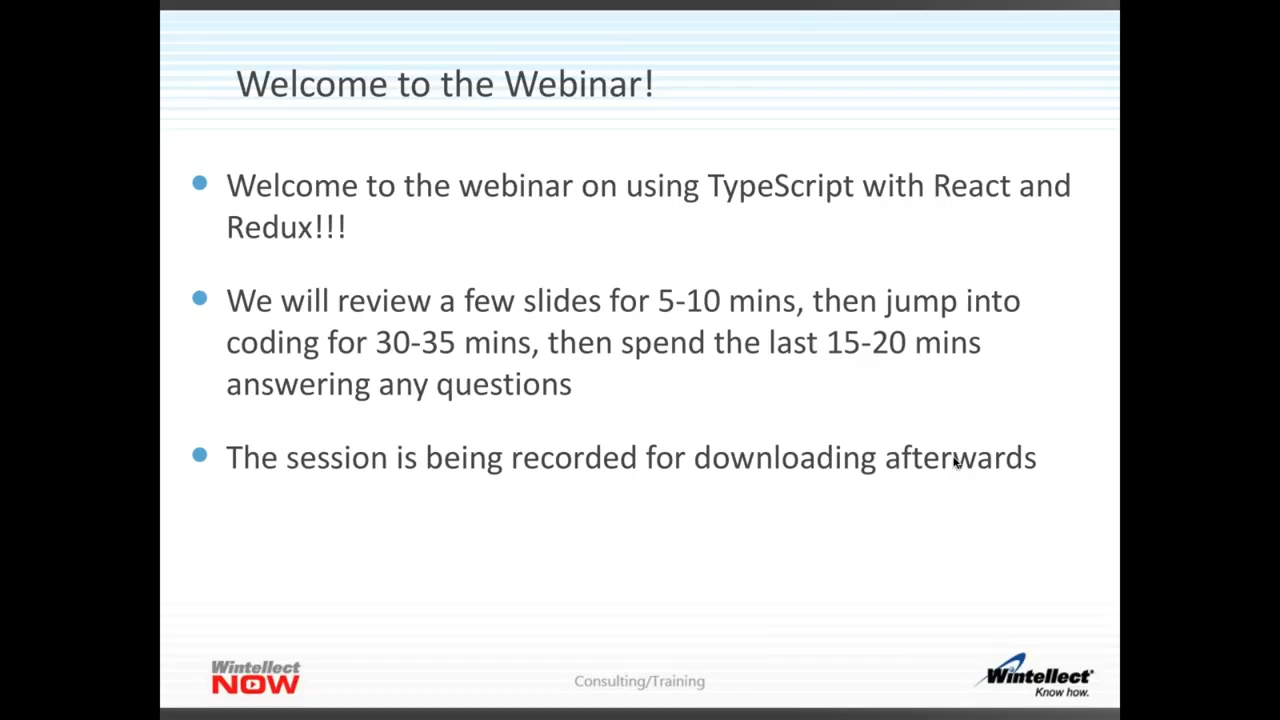 Welcome to the Webinar!
Welcome to the webinar on using TypeScript with React and
Redux!!!
We will review a few slides for 5-10 mins, then jump into
coding for 30-35 mins, then spend the last 15-20 mins
answering any questions
The session is being recorded for downloading afterwards
Wintellect
NOW
Consulting/Training
Wintellect
Know how.